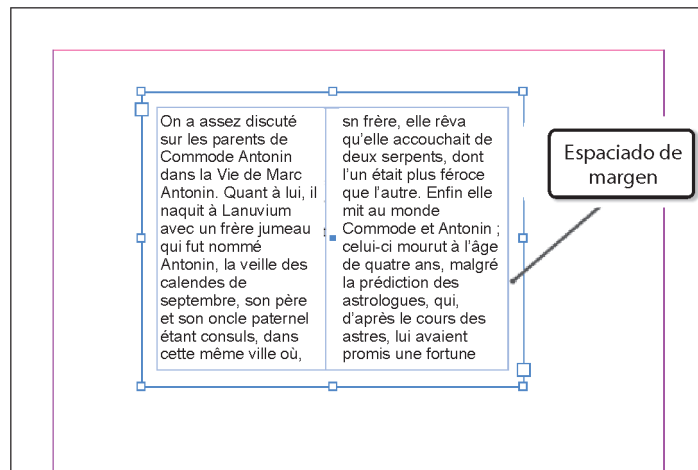 On a assez discuté
sur les parents de
Commode Antonin
dans la Vie de Marc
Antonin. Quant à lui, il
naquit à Lanuvium
avec un frère jumeau
qui fut nommé
Antonin, la veille des
calendes de
septembre, son père
et son oncle paternel
étant consuls, dans
cette même ville où,
sn frère, elle rêva
qu’elle accouchait de
deux serpents, dont
l’un était plus féroce
que l’autre. Enfin elle
mit au monde
Commode et Antonin ;
celui-ci mourut à l’âge
de quatre ans, malgré
la prédiction des
astrologues, qui,
d’après le cours des
astres, lui avaient
promis une fortune
Espaciado de
margen